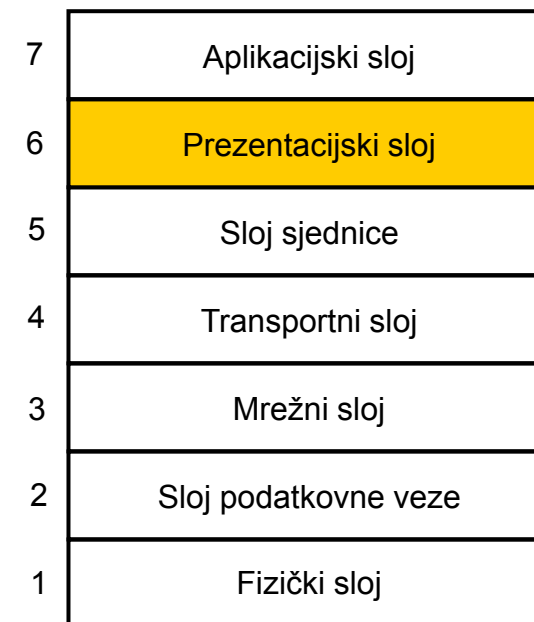 7 Aplikacijski sloj
6 Prezentacijski sloj
5 Sloj sjednice
4 Transportni sloj
3 Mrežni sloj
2 Sloj podatkovne veze
1 Fizički sloj